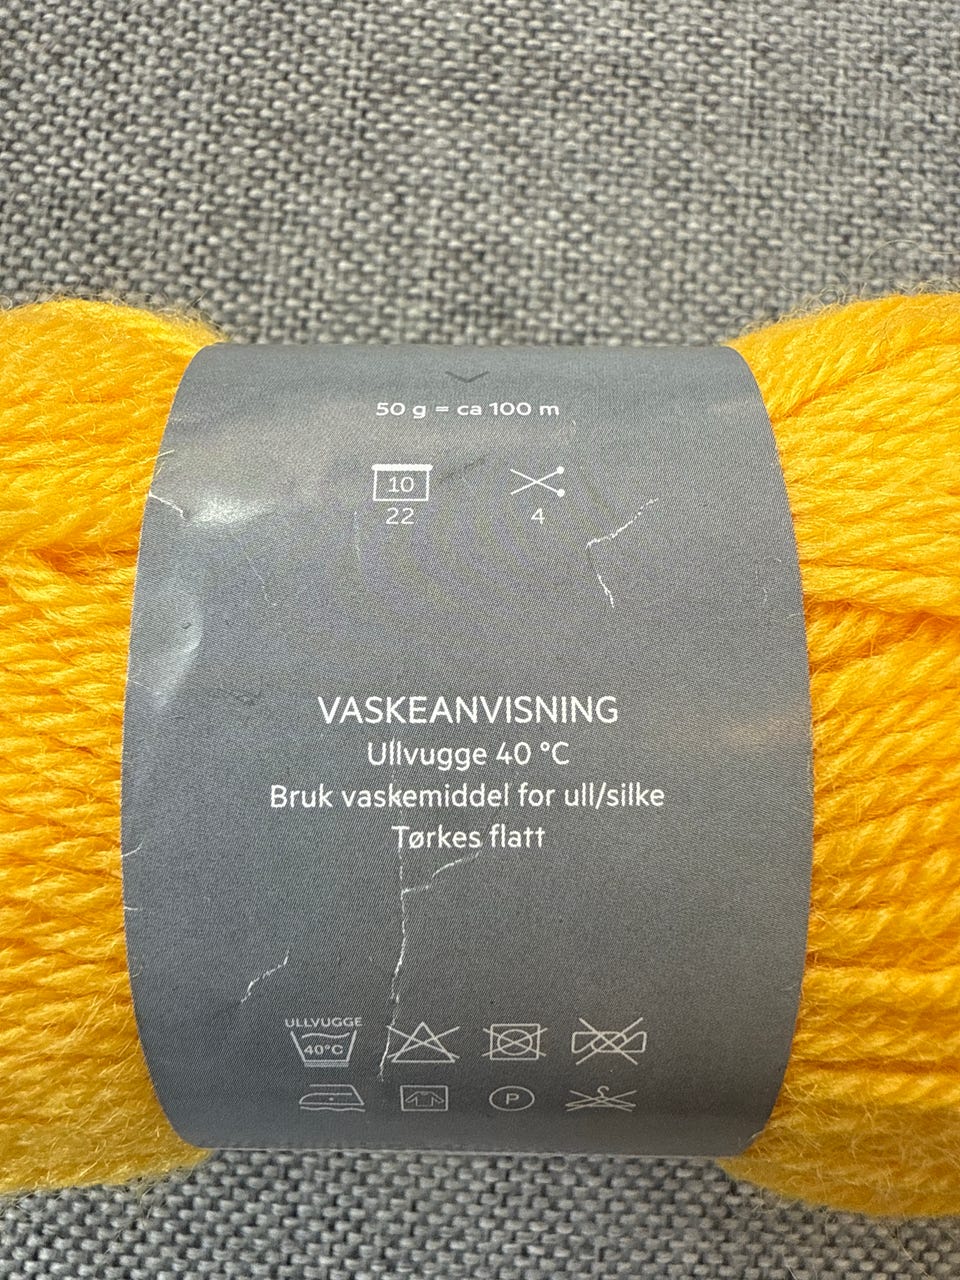 50 g = ca 100 m
10
22 4
VASKEANVISNING
Ullvugge 40 °C
Bruk vaskemiddel for ull/silke
Tørkes flatt
ULLVUGGE
40°C
P